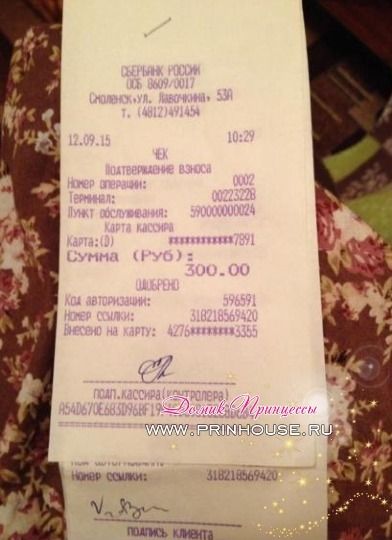 СБЕРБАНК РОССИИ
ОСБ 8609/0017
Смоленск,ул. Лавочкина, 53А
т. (4812)491454
12.09.15 10:29
ЧЕК
Подтверждение взноса
Номер операции: 0002
Терминал: 00223228
Пункт обслуживания: 590000000024
Карта кассира
Карта:(D) ************7891
Сумма (Руб):
300.00
ОДОБРЕНО
Код авторизации: 596591
Номер ссылки: 318218569420
Внесено на карту: 4276********3355
подп.кассира(контролера)
Домик Принцессы
WWW.PRINHOUSE.RU
Номер ссылки: 318218569420
подпись клиента